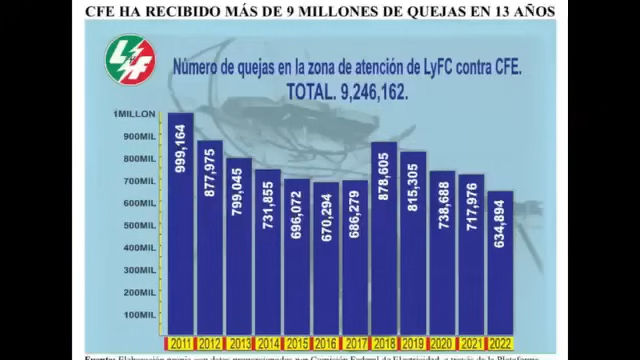 CFE HA RECIBIDO MÁS DE 9 MILLONES DE QUEJAS EN 13 AÑOS
LyF
Número de quejas en la zona de atención de LyFC contra CFE.
TOTAL. 9,246,162.
1MILLON
900MIL
800MIL
700MIL
600MIL
500MIL
400MIL
300MIL
200MIL
100MIL
999,164
877,975
799,045
731,855
696,072
670,294
686,279
878,605
815,305
738,688
717,976
634,894
2011 2012 2013 2014 2015 2016 2017 2018 2019 2020 2021 2022
Fuente: Elaboración propia con datos proporcionados por Comisión Federal de Electricidad, a través de la Plataforma